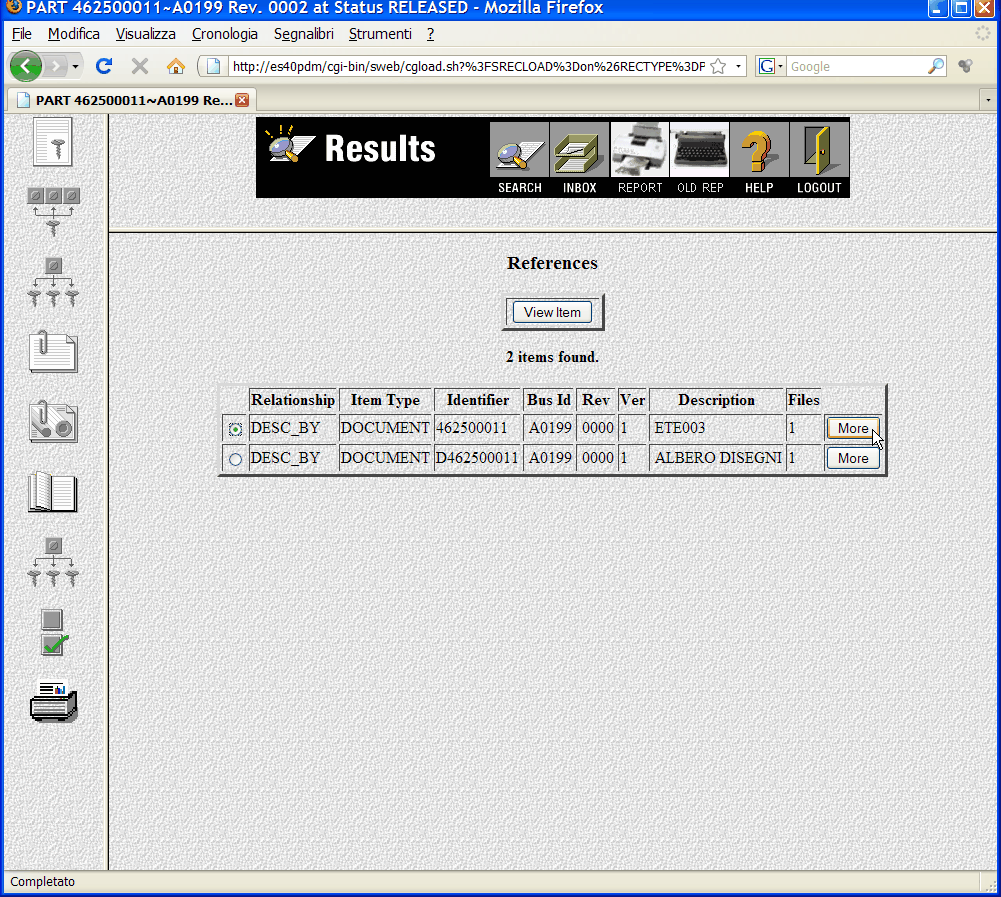 PART 462500011~A0199 Rev. 0002 at Status RELEASED - Mozilla Firefox
File Modifica Visualizza Cronologia Segnalibri Strumenti ?
http://es40pdm/cgi-bin/sweb/cgload.sh?%3FSRECLOAD%3Don%26RECTYPE%3DF G Google
PART 462500011~A0199 Re...
Results
SEARCH INBOX REPORT OLD REP HELP LOGOUT
References
View Item
2 items found.
Relationship Item Type Identifier Bus Id Rev Ver Description Files
DESC_BY DOCUMENT 462500011 A0199 0000 1 ETE003 1 More
DESC_BY DOCUMENT D462500011 A0199 0000 1 ALBERO DISEGNI 1 More
Completato